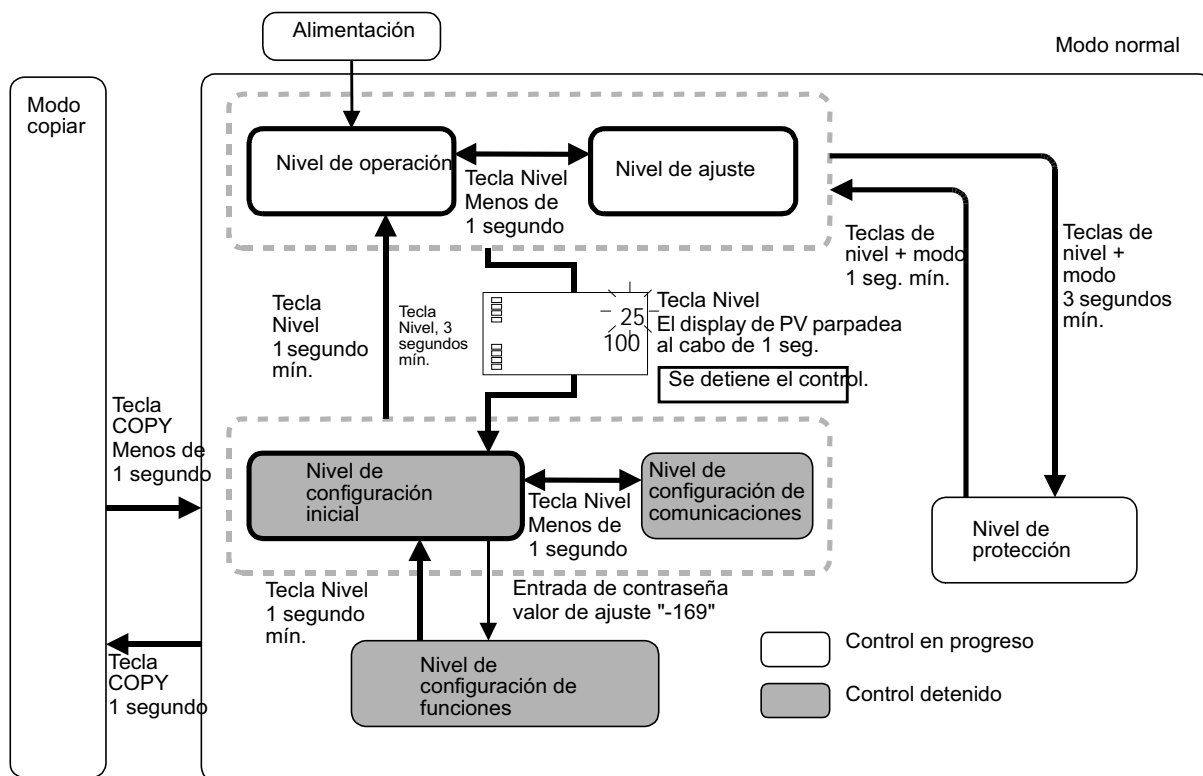 Alimentación
Modo normal
Modo
copiar
Nivel de operación
Tecla Nivel
Menos de
1 segundo
Nivel de ajuste
Teclas de
nivel + modo
1 seg. mín.
Teclas de
nivel +
modo
3 segundos
mín.
Tecla
Nivel
1 segundo
mín.
Tecla
Nivel, 3
segundos
mín.
25
100
Tecla Nivel
El display de PV parpadea
al cabo de 1 seg.
Se detiene el control.
Tecla
COPY
Menos de
1 segundo
Nivel de
configuración
inicial
Tecla Nivel
Menos de
1 segundo
Nivel de
configuración de
comunicaciones
Nivel de
protección
Tecla Nivel
1 segundo
mín.
Entrada de contraseña
valor de ajuste "-169"
Tecla
COPY
1 segundo
Nivel de
configuración de
funciones
Control en progreso
Control detenido